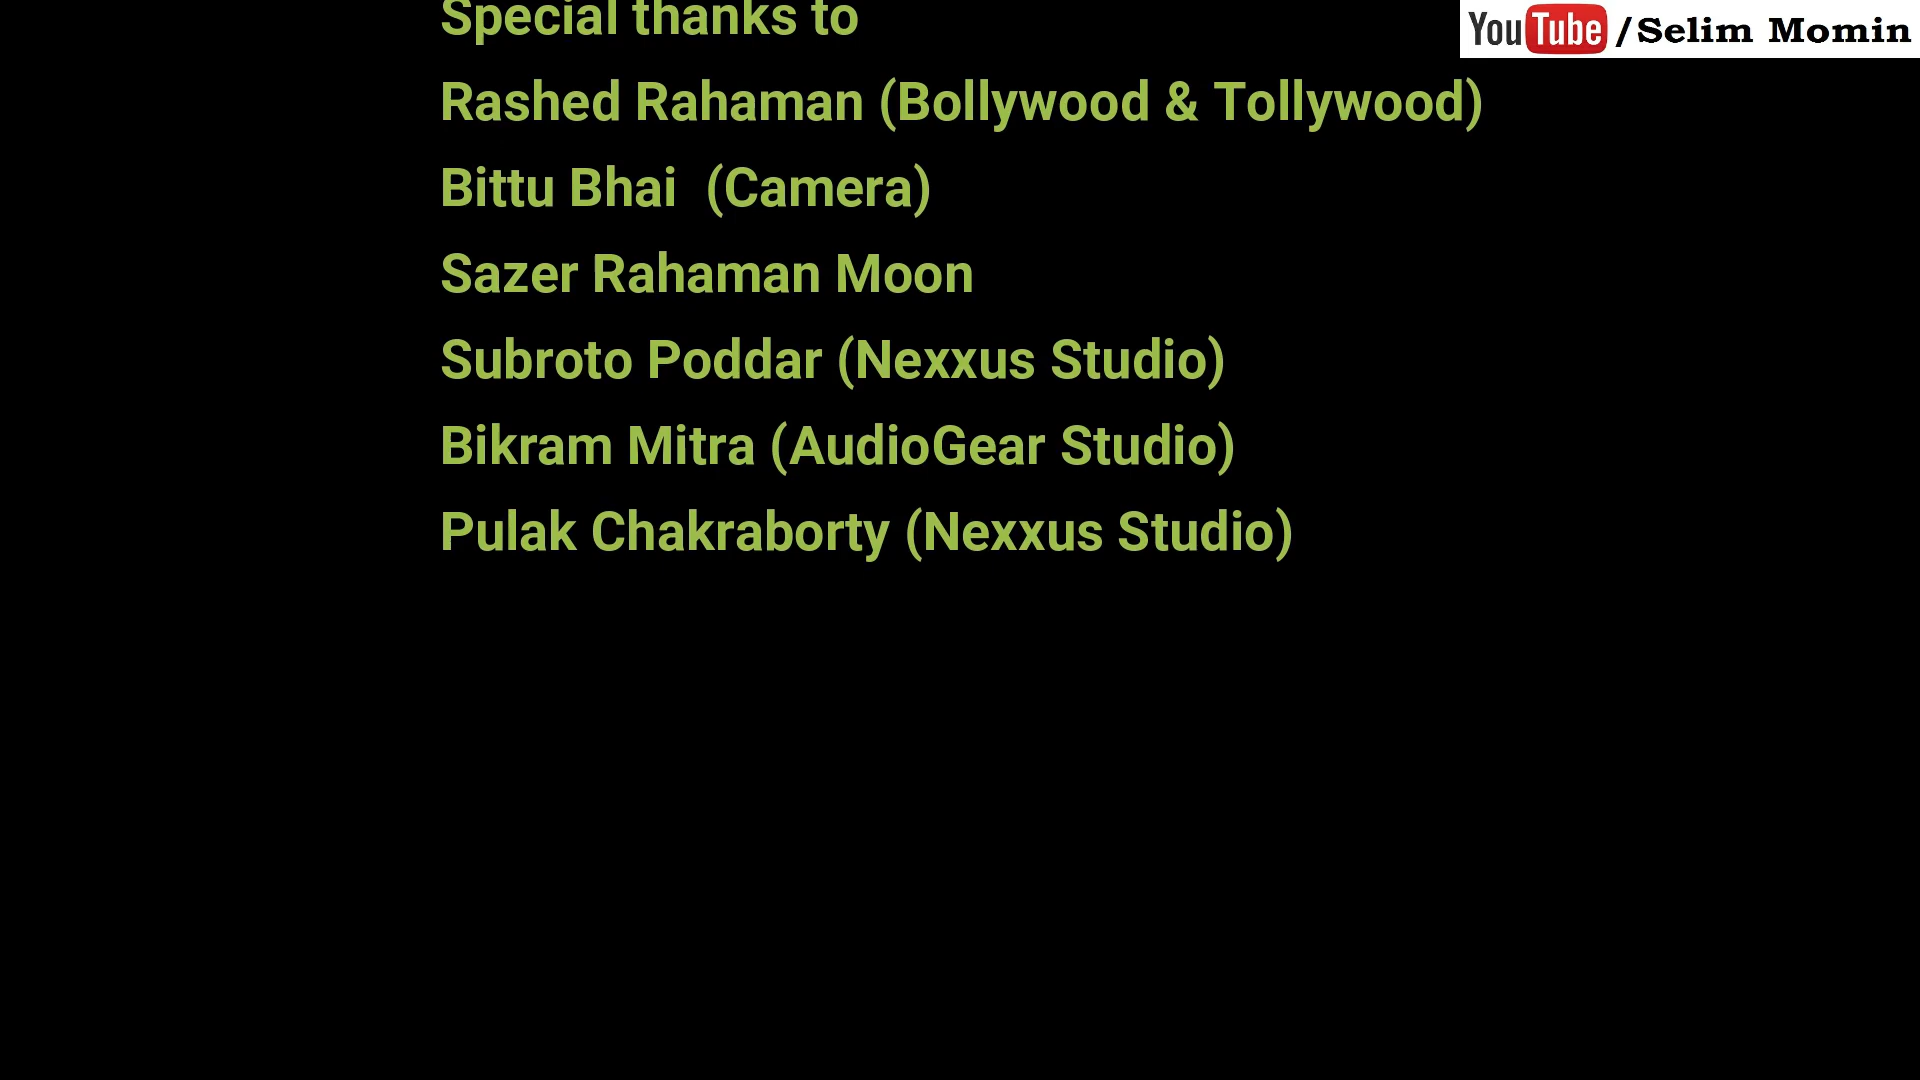 Special thanks to
YouTube /Selim Momin
Rashed Rahaman (Bollywood & Tollywood)
Bittu Bhai  (Camera)
Sazer Rahaman Moon
Subroto Poddar (Nexxus Studio)
Bikram Mitra (AudioGear Studio)
Pulak Chakraborty (Nexxus Studio)